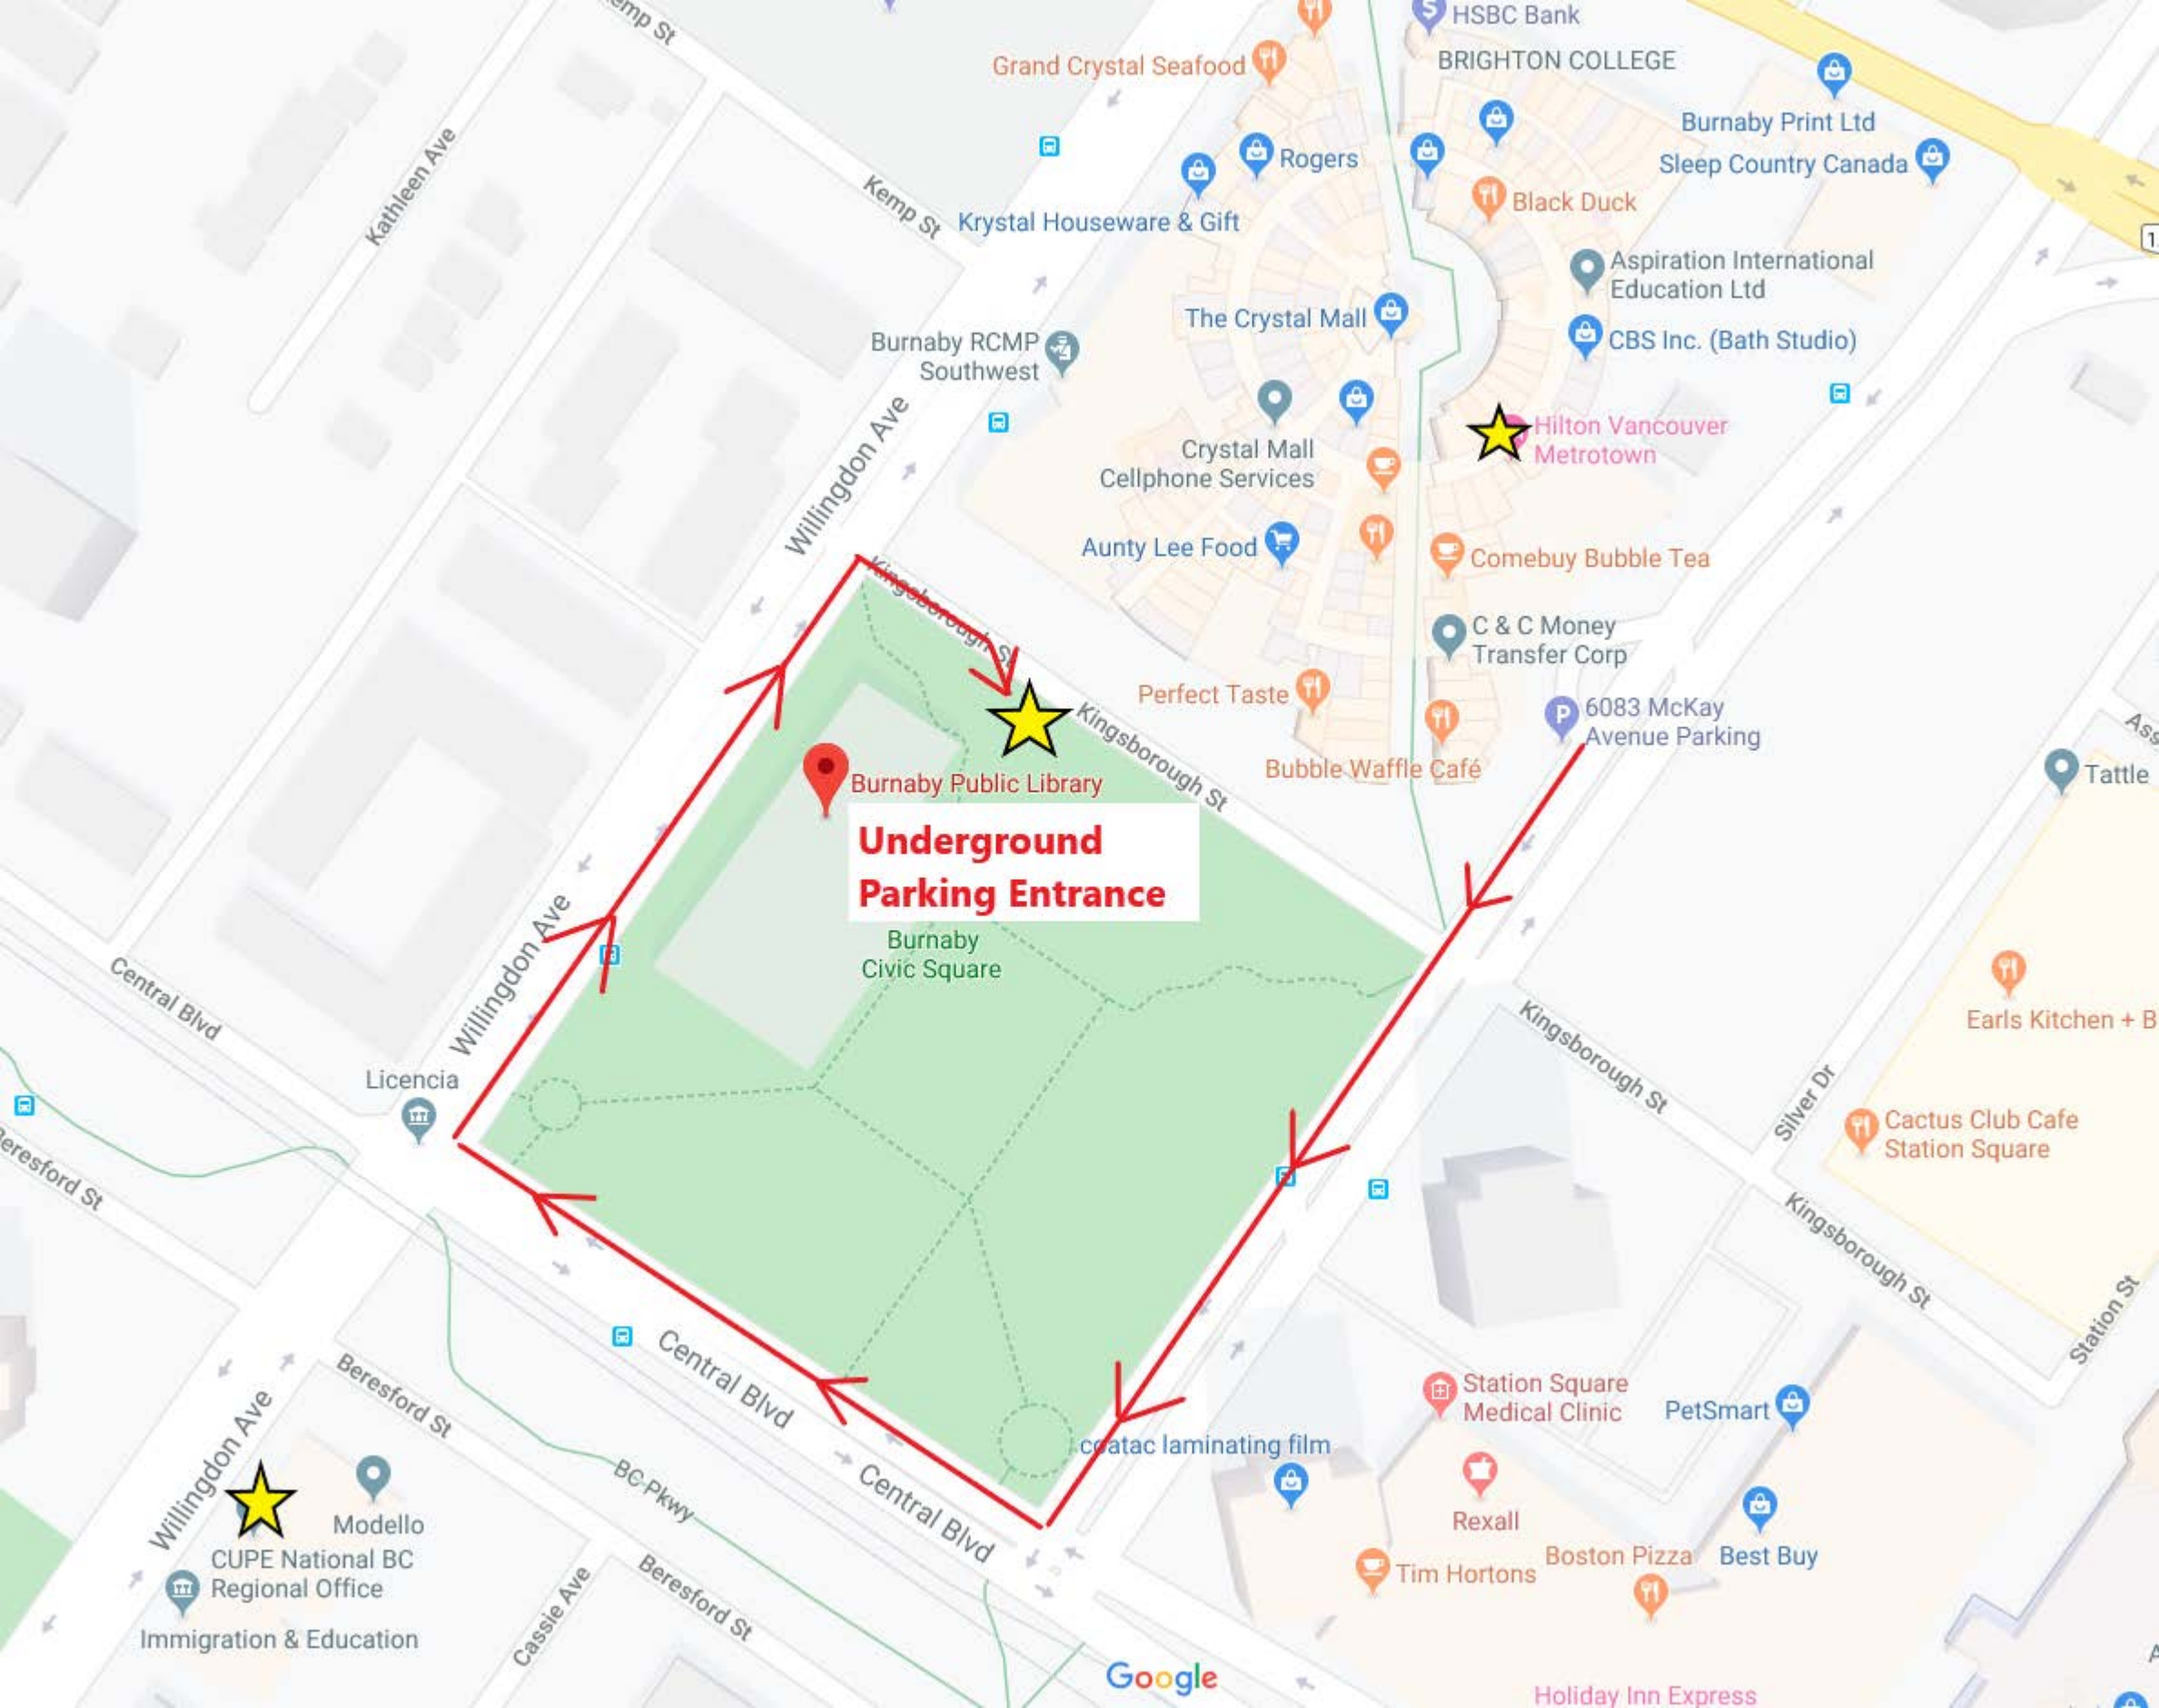 emp St
HSBC Bank
BRIGHTON COLLEGE
Grand Crystal Seafood
Burnaby Print Ltd
Sleep Country Canada
Kathleen Ave
Rogers
Kemp St
Krystal Houseware & Gift
Black Duck
1
Aspiration International
Education Ltd
The Crystal Mall
Burnaby RCMP
Southwest
CBS Inc. (Bath Studio)
Willingdon Ave
Hilton Vancouver
Metrotown
Crystal Mall
Cellphone Services
Aunty Lee Food
Comebuy Bubble Tea
Kingsborough St
C & C Money
Transfer Corp
Perfect Taste
P
6083 McKay
Avenue Parking
Kingsborough St
Ass
Bubble Waffle Café
Tattle
Burnaby Public Library
Underground
Parking Entrance
Burnaby
Civic Square
Willingdon Ave
Central Blvd
Earls Kitchen + B
Kingsborough St
Licencia
Silver Dr
Cactus Club Cafe
Station Square
Beresford St
Kingsborough St
Station St
Central Blvd
Beresford St
Station Square
Medical Clinic
PetSmart
Willingdon Ave
coatac laminating film
BC Pkwy
Central Blvd
Modello
Rexall
CUPE National BC
Regional Office
Boston Pizza
Best Buy
Tim Hortons
Cassie Ave
Beresford St
Immigration & Education
Google
Holiday Inn Express
A